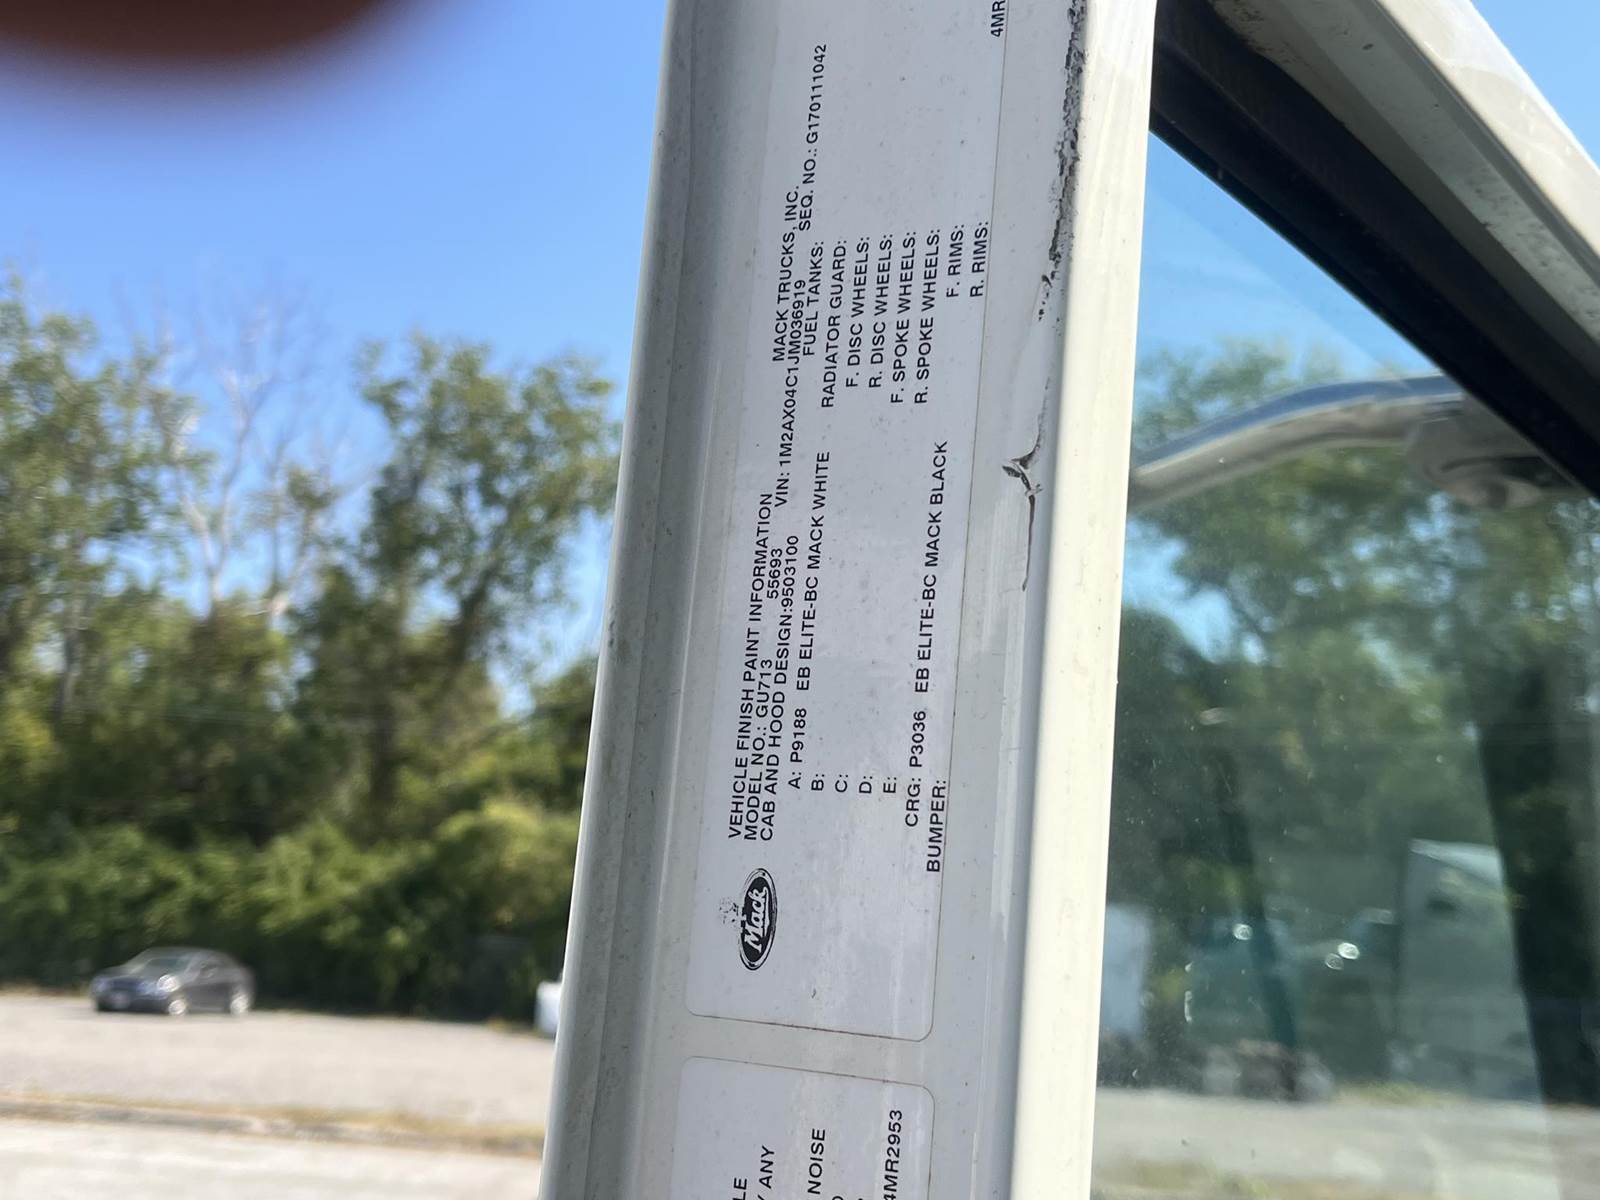 Mack
VEHICLE FINISH PAINT INFORMATION
MACK TRUCKS, INC.
MODEL NO.: GU713 55693 VIN: 1M2AX04C1JM036919 SEQ. NO.: G170111042
CAB AND HOOD DESIGN:9503100 FUEL TANKS:
A: P9188 EB ELITE-BC MACK WHITE RADIATOR GUARD:
B: F. DISC WHEELS:
C: R. DISC WHEELS:
D: F. SPOKE WHEELS:
E: R. SPOKE WHEELS:
CRG: P3036 EB ELITE-BC MACK BLACK F. RIMS:
BUMPER: R. RIMS:
4MR
ANY
NOISE
4MR2953